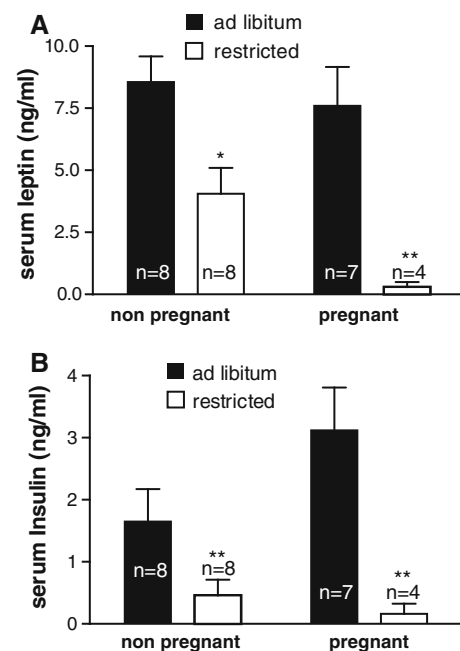 A
ad libitum
restricted
serum leptin (ng/ml)
10.0
7.5
5.0
2.5
0.0
*
**
n=8
n=8
n=7
n=4
non pregnant
pregnant
B
ad libitum
restricted
serum Insulin (ng/ml)
4
3
2
1
0
**
**
n=8
n=8
n=7
n=4
non pregnant
pregnant